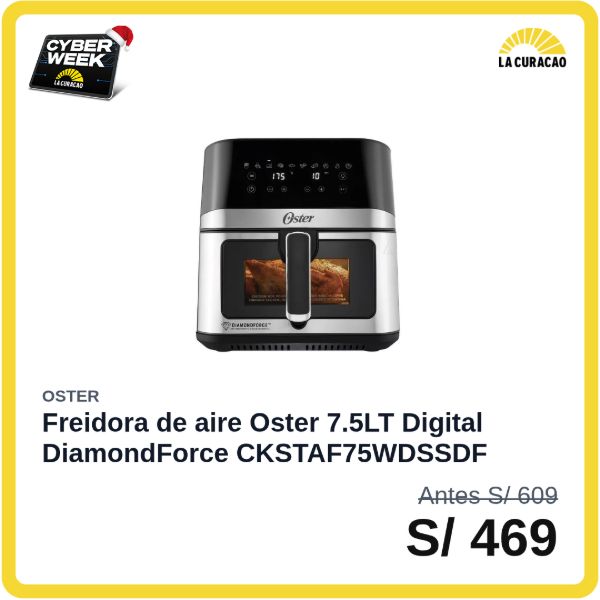 CYBER
WEEK
LA CURACAO
LA CURACAO
175
10
Oster
DIAMONDFORCE™
OSTER
Freidora de aire Oster 7.5LT Digital
DiamondForce CKSTAF75WDSSDF
Antes S/ 609
S/ 469